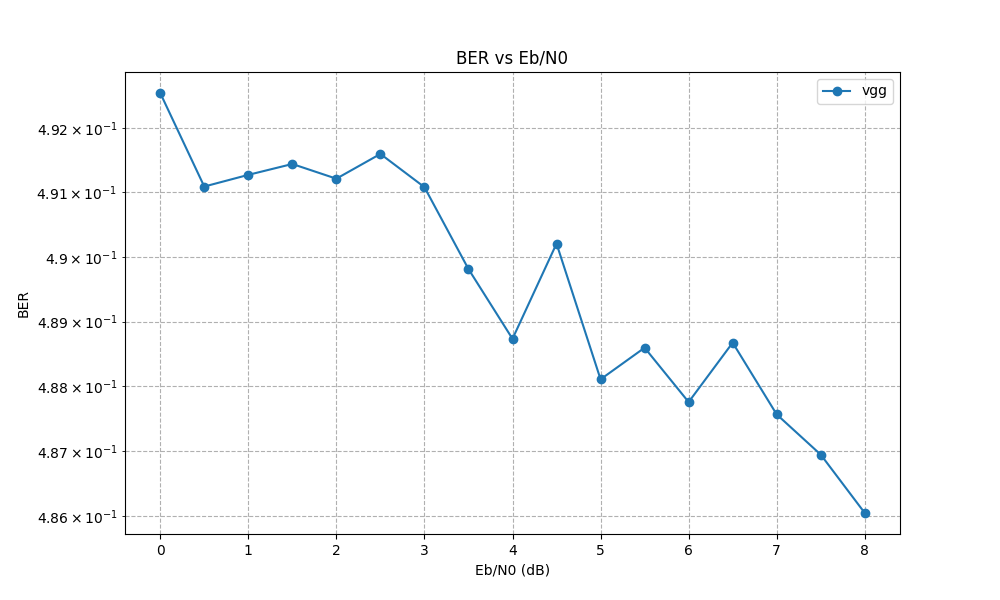 BER vs Eb/N0
vgg
4.92 × 10⁻¹
4.91 × 10⁻¹
4.9 × 10⁻¹
4.89 × 10⁻¹
4.88 × 10⁻¹
4.87 × 10⁻¹
4.86 × 10⁻¹
BER
0 1 2 3 4 5 6 7 8
Eb/N0 (dB)